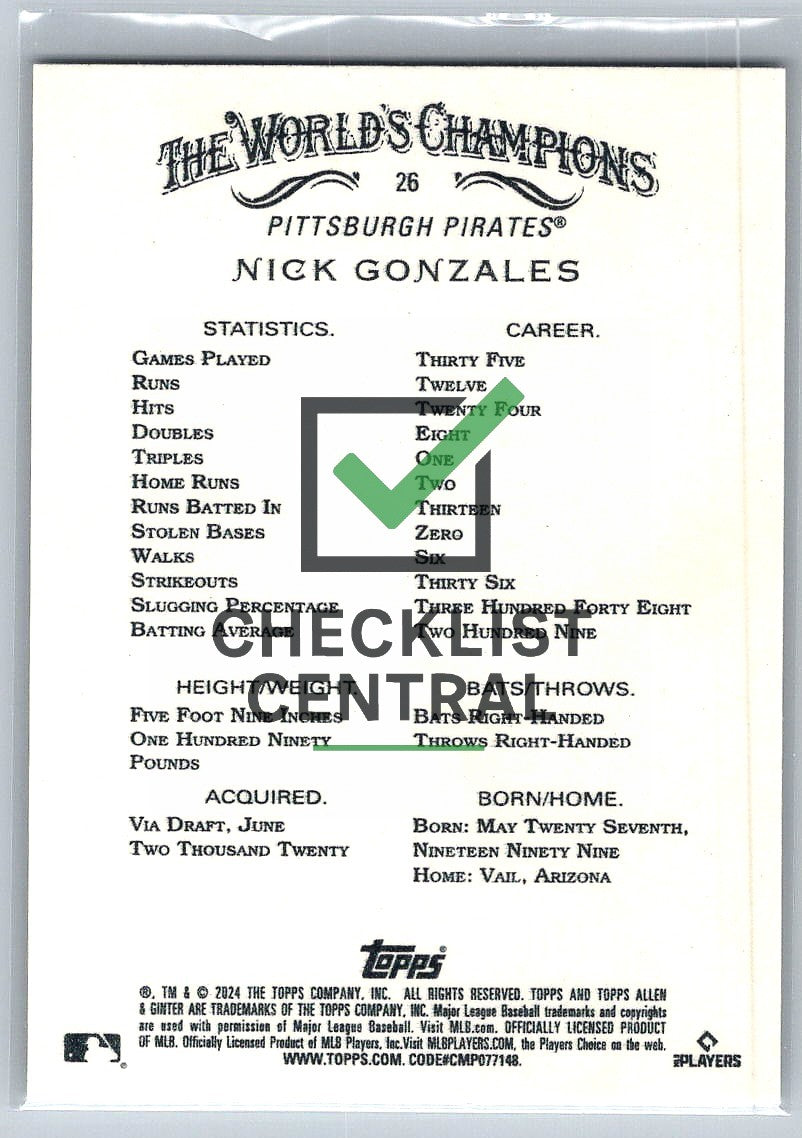 THE WORLD'S CHAMPIONS
26
PITTSBURGH PIRATES®
NICK GONZALES
STATISTICS. CAREER.
GAMES PLAYED THIRTY FIVE
RUNS TWELVE
HITS TWENTY FOUR
DOUBLES EIGHT
TRIPLES ONE
HOME RUNS TWO
RUNS BATTED IN THIRTEEN
STOLEN BASES ZERO
WALKS SIX
STRIKEOUTS THIRTY SIX
SLUGGING PERCENTAGE THREE HUNDRED FORTY EIGHT
BATTING AVERAGE TWO HUNDRED NINE
CHECKLIST
CENTRAL
HEIGHT/WEIGHT. BATS/THROWS.
FIVE FOOT NINE INCHES BATS RIGHT-HANDED
ONE HUNDRED NINETY THROWS RIGHT-HANDED
POUNDS
ACQUIRED. BORN/HOME.
VIA DRAFT, JUNE BORN: MAY TWENTY SEVENTH,
TWO THOUSAND TWENTY NINETEEN NINETY NINE
HOME: VAIL, ARIZONA
topps®
®, TM & © 2024 THE TOPPS COMPANY, INC. ALL RIGHTS RESERVED. TOPPS AND TOPPS ALLEN
& GINTER ARE TRADEMARKS OF THE TOPPS COMPANY, INC. Major League Baseball trademarks and copyrights
are used with permission of Major League Baseball. Visit MLB.com. OFFICIALLY LICENSED PRODUCT
OF MLB. Officially Licensed Product of MLB Players, Inc.Visit MLBPLAYERS.COM, the Players Choice on the web.
WWW.TOPPS.COM. CODE#CMP077148.
MLB PLAYERS